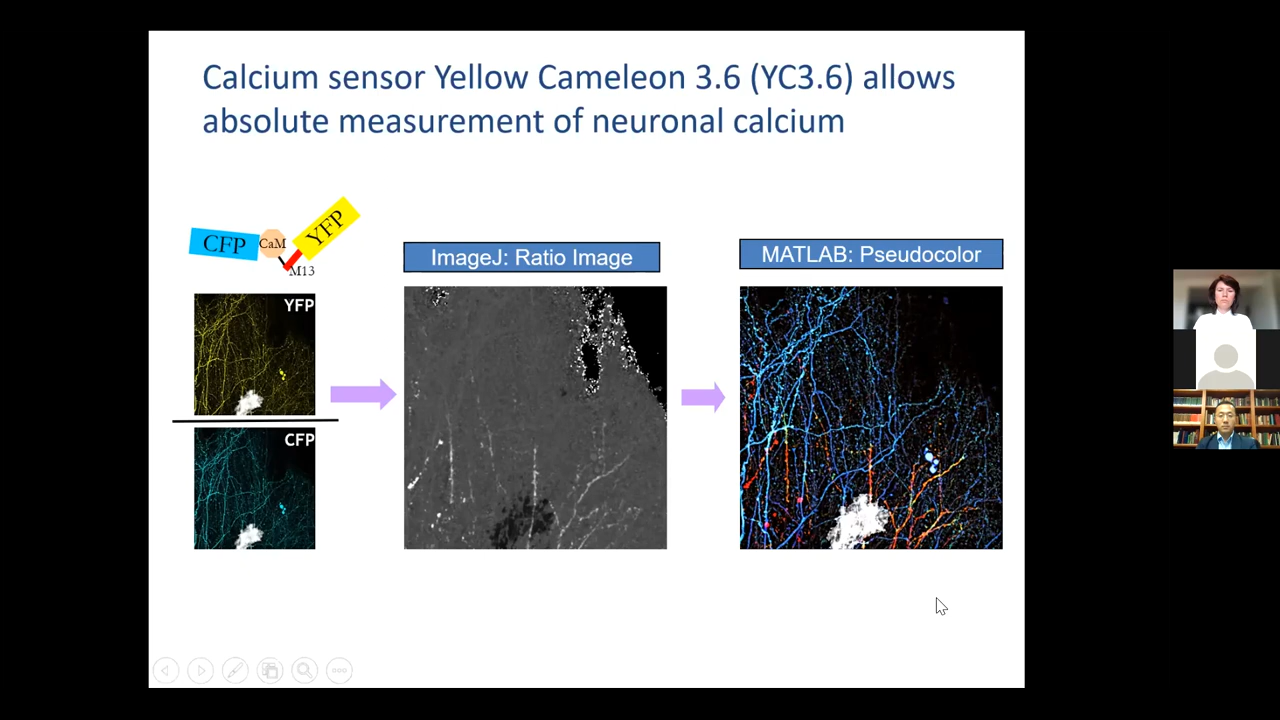 Calcium sensor Yellow Cameleon 3.6 (YC3.6) allows
absolute measurement of neuronal calcium
CFP
CaM
YFP
M13
YFP
CFP
ImageJ: Ratio Image
MATLAB: Pseudocolor